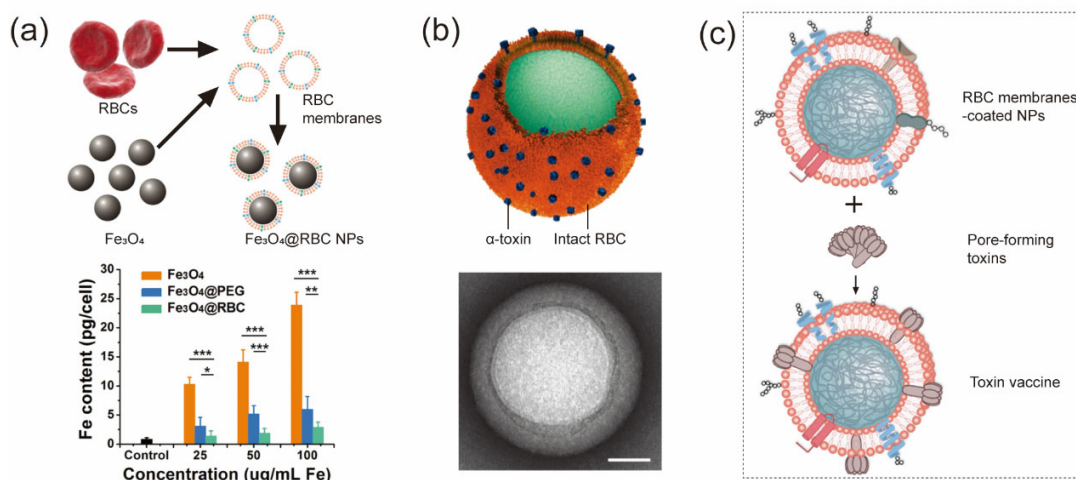 (a)
RBCs
RBC
membranes
Fe₃O₄
Fe₃O₄@RBC NPs
Fe content (pg/cell)
30
25
20
15
10
5
0
Fe₃O₄
Fe₃O₄@PEG
Fe₃O₄@RBC
***
*
***
***
***
**
Control
25
50
100
Concentration (ug/mL Fe)
(b)
α-toxin
Intact RBC
(c)
RBC membranes
-coated NPs
+
Pore-forming
toxins
Toxin vaccine